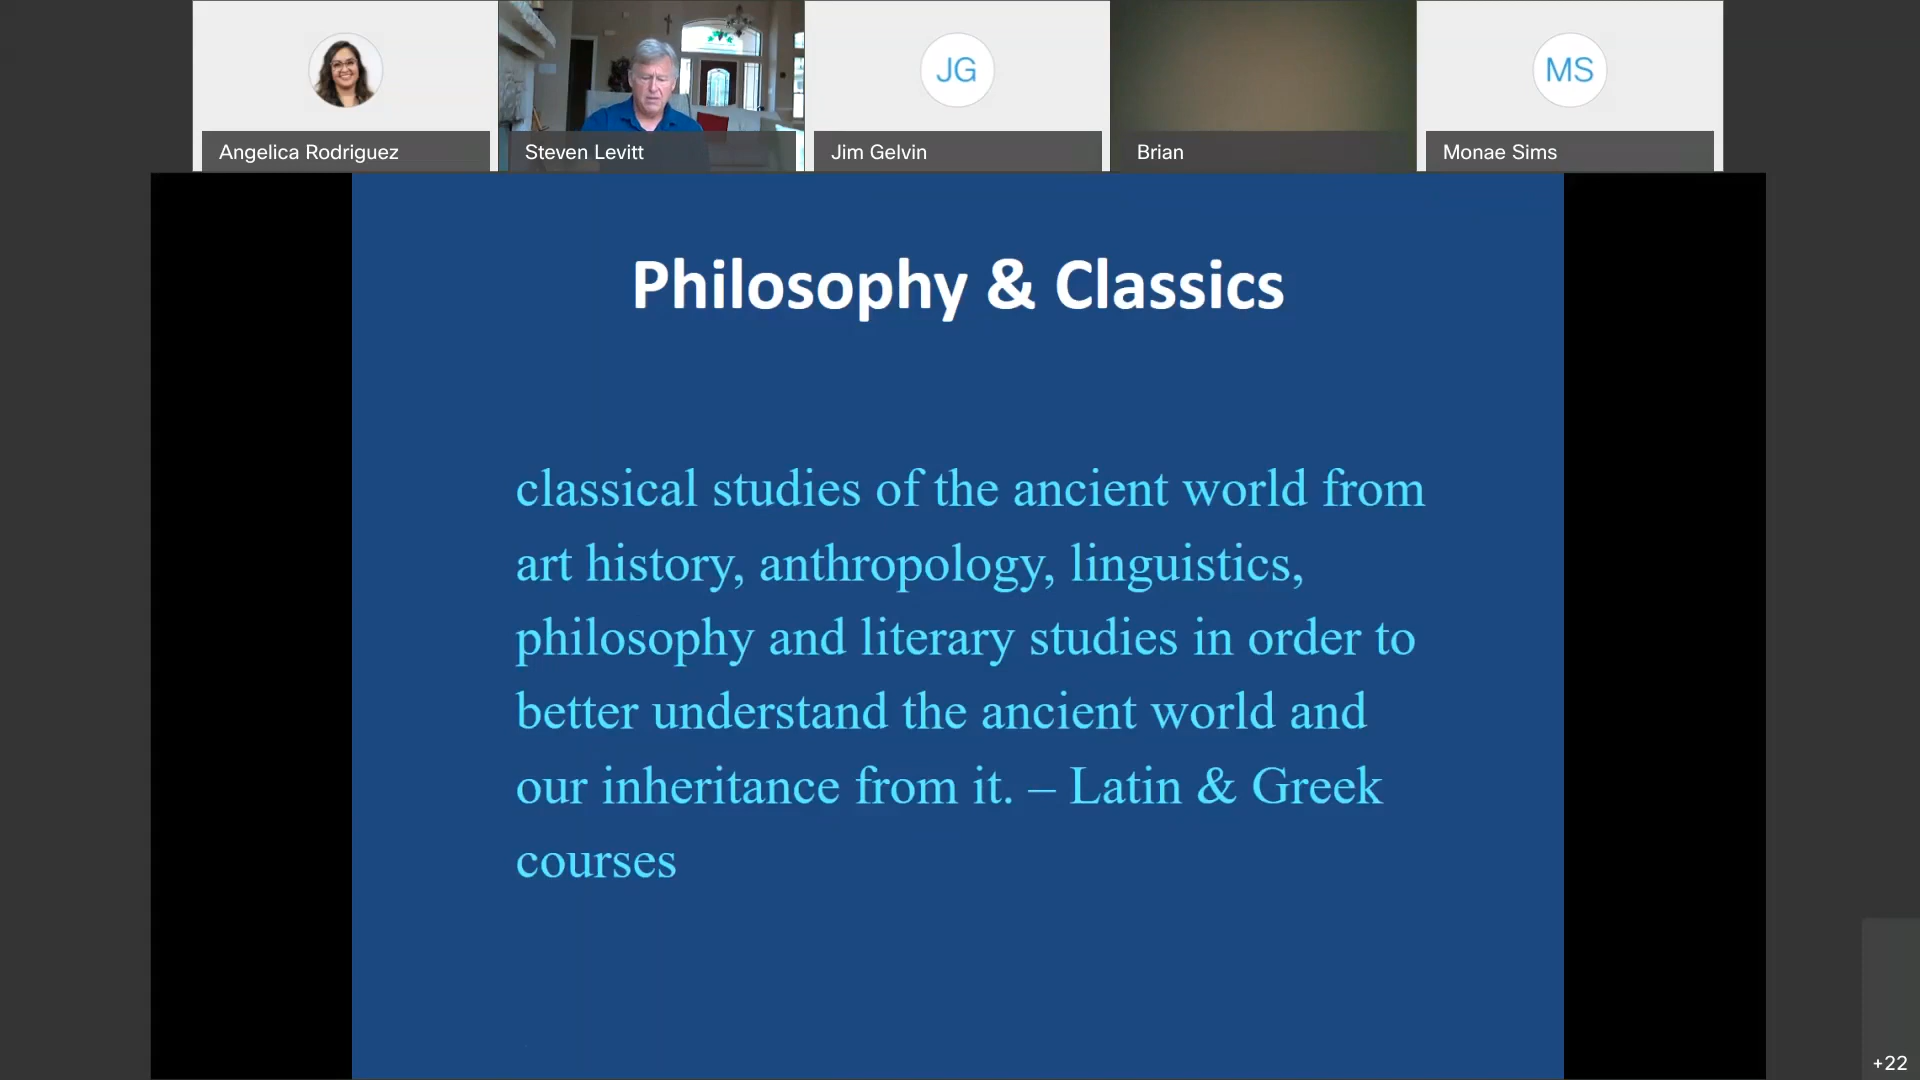 JG
MS
Angelica Rodriguez
Steven Levitt
Jim Gelvin
Brian
Monae Sims
Philosophy & Classics
classical studies of the ancient world from
art history, anthropology, linguistics,
philosophy and literary studies in order to
better understand the ancient world and
our inheritance from it. – Latin & Greek
courses
+22